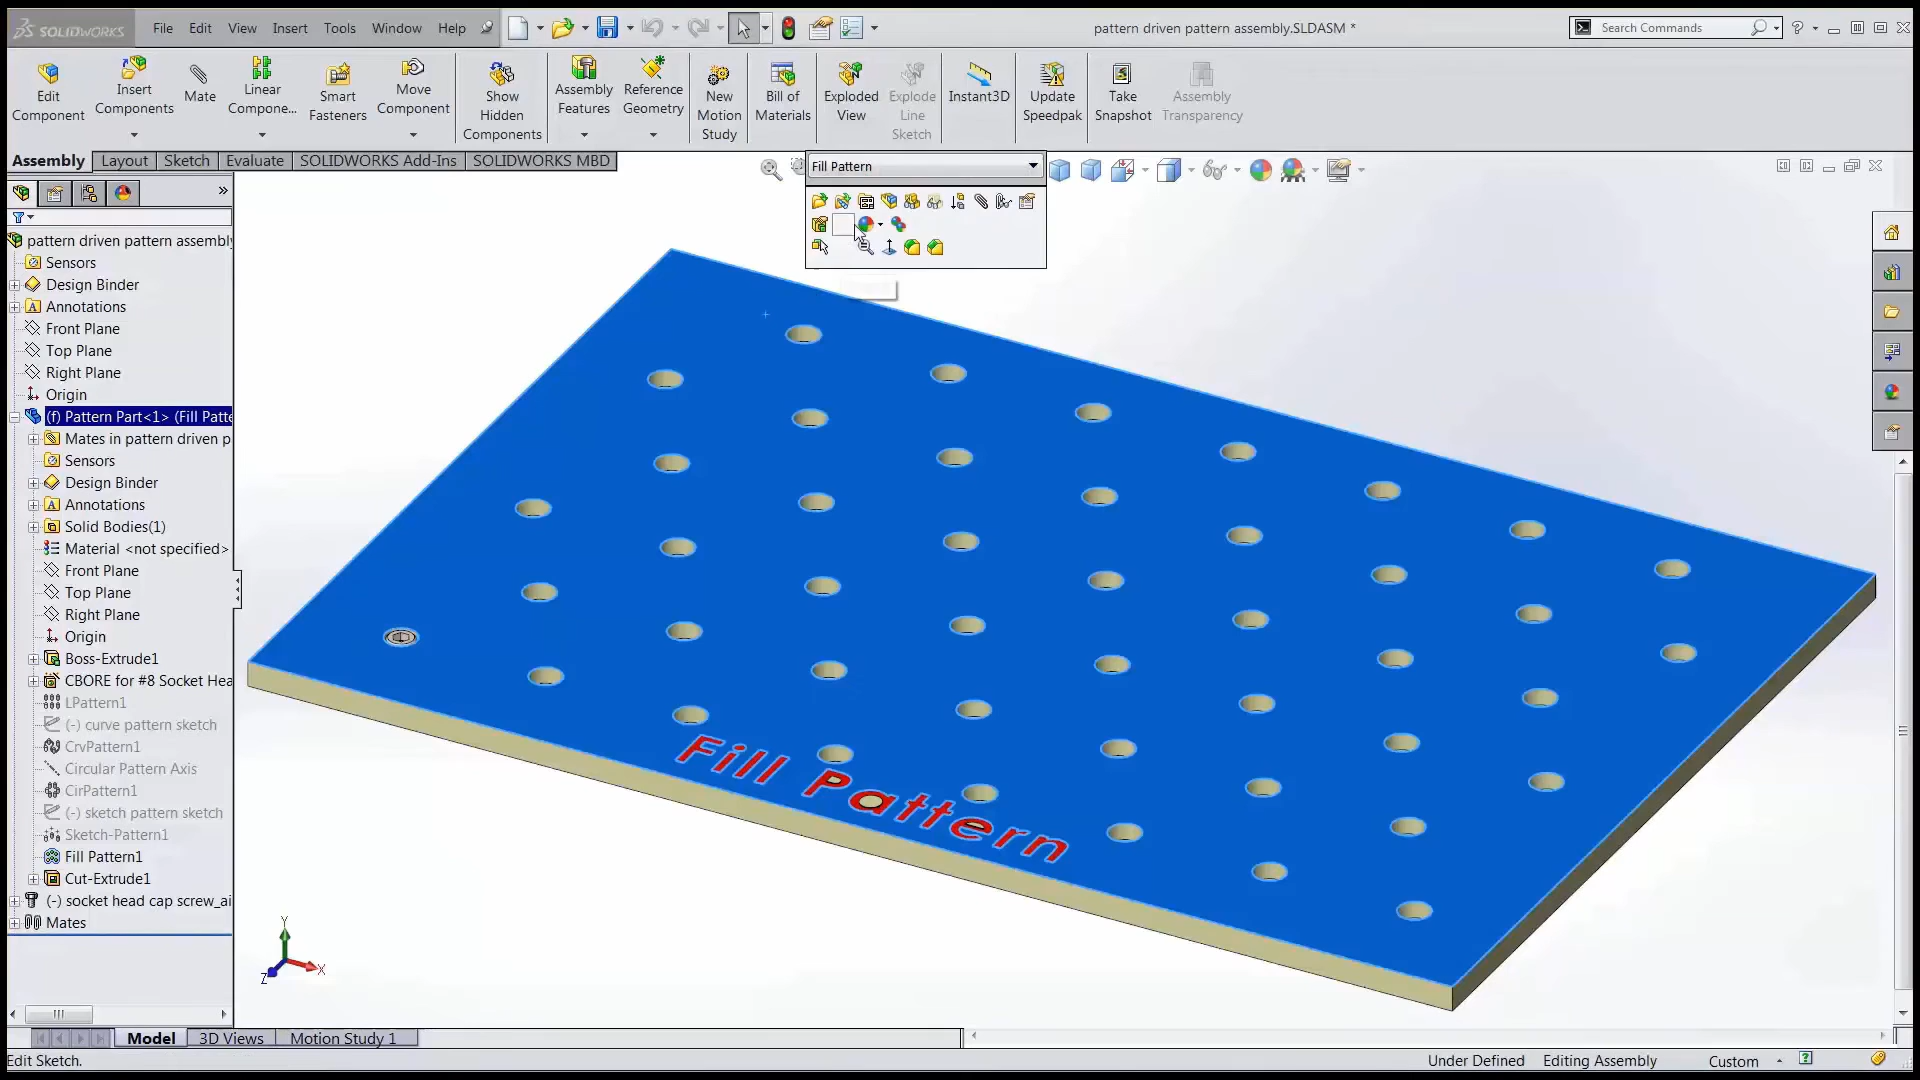 SOLIDWORKS File Edit View Insert Tools Window Help
pattern driven pattern assembly.SLDASM *
Search Commands
Edit Component
Insert Components
Mate
Linear Compone...
Smart Fasteners
Move Component
Show Hidden Components
Assembly Features
Reference Geometry
New Motion Study
Bill of Materials
Exploded View
Explode Line Sketch
Instant3D
Update Speedpak
Take Snapshot
Assembly Transparency
Assembly Layout Sketch Evaluate SOLIDWORKS Add-Ins SOLIDWORKS MBD
Fill Pattern
pattern driven pattern assembly
Sensors
Design Binder
Annotations
Front Plane
Top Plane
Right Plane
Origin
(f) Pattern Part<1> (Fill Patte
Mates in pattern driven p
Sensors
Design Binder
Annotations
Solid Bodies(1)
Material <not specified>
Front Plane
Top Plane
Right Plane
Origin
Boss-Extrude1
CBORE for #8 Socket Hea
LPattern1
(-) curve pattern sketch
CrvPattern1
Circular Pattern Axis
CirPattern1
(-) sketch pattern sketch
Sketch-Pattern1
Fill Pattern1
Cut-Extrude1
(-) socket head cap screw_ai
Mates
Fill Pattern
Y
X
Z
Model 3D Views Motion Study 1
Edit Sketch.
Under Defined Editing Assembly Custom